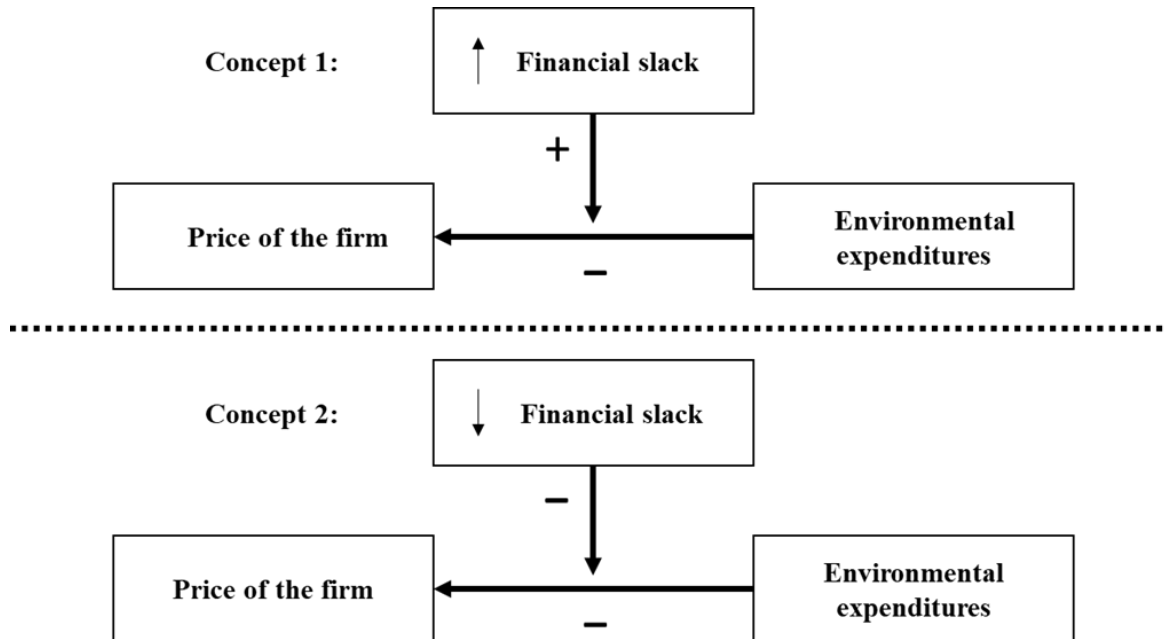 Concept 1:
Financial slack
+
Price of the firm
Environmental
expenditures
–
Concept 2:
Financial slack
–
Price of the firm
Environmental
expenditures
–